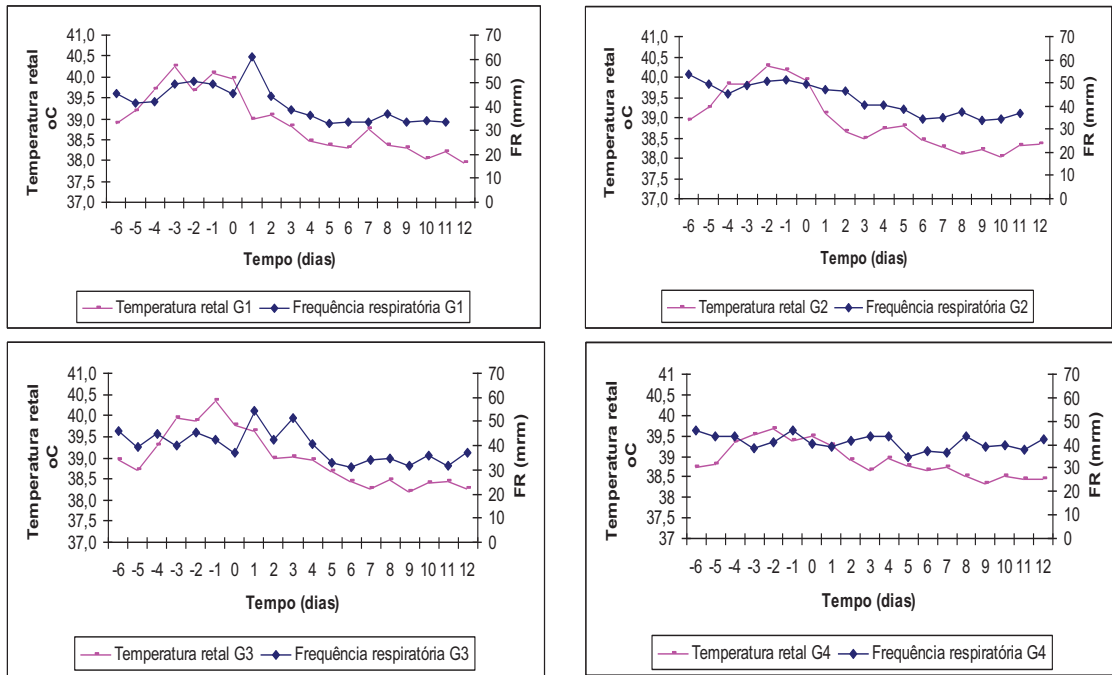 Temperatura retal
oC
41,0
40,5
40,0
39,5
39,0
38,5
38,0
37,5
37,0
70
60
50
40
30
20
10
0
FR (mrm)
-6 -5 -4 -3 -2 -1 0 1 2 3 4 5 6 7 8 9 10 11 12
Tempo (dias)
Temperatura retal G1 Frequência respiratória G1
Temperatura retal
oC
41,0
40,5
40,0
39,5
39,0
38,5
38,0
37,5
37,0
70
60
50
40
30
20
10
0
FR (mrm)
-6 -5 -4 -3 -2 -1 0 1 2 3 4 5 6 7 8 9 10 11 12
Tempo (dias)
Temperatura retal G2 Frequência respiratória G2
Temperatura retal
oC
41,0
40,5
40,0
39,5
39,0
38,5
38,0
37,5
37,0
70
60
50
40
30
20
10
0
FR (mrm)
-6 -5 -4 -3 -2 -1 0 1 2 3 4 5 6 7 8 9 10 11 12
Tempo (dias)
Temperatura retal G3 Frequência respiratória G3
Temperatura retal
oC
41
40,5
40
39,5
39
38,5
38
37,5
37
70
60
50
40
30
20
10
0
FR (mrm)
-6 -5 -4 -3 -2 -1 0 1 2 3 4 5 6 7 8 9 10 11 12
Tempo (dias)
Temperatura retal G4 Frequência respiratória G4